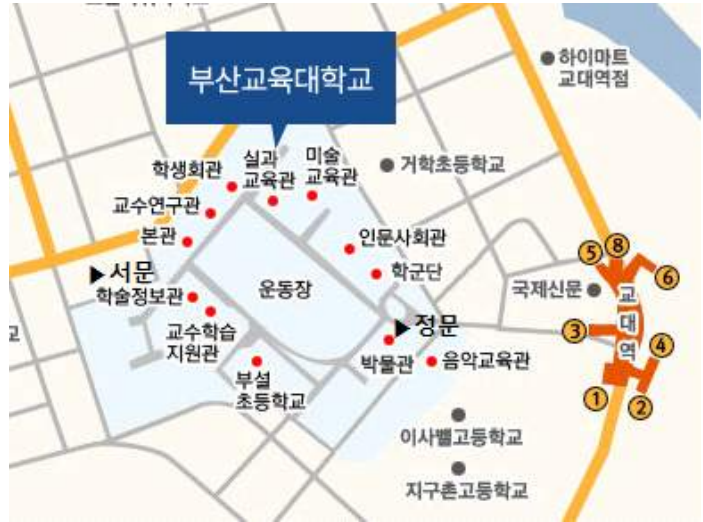 부산교육대학교
하이마트
교대역점
학생회관
실과
교육관
미술
교육관
거학초등학교
교수연구관
본관
인문사회관
▶서문
학군단
학술정보관
운동장
국제신문
교
대
역
⑤
⑧
⑥
③
④
①
②
교수학습
지원관
▶정문
박물관
음악교육관
부설
초등학교
이사벨고등학교
지구촌고등학교